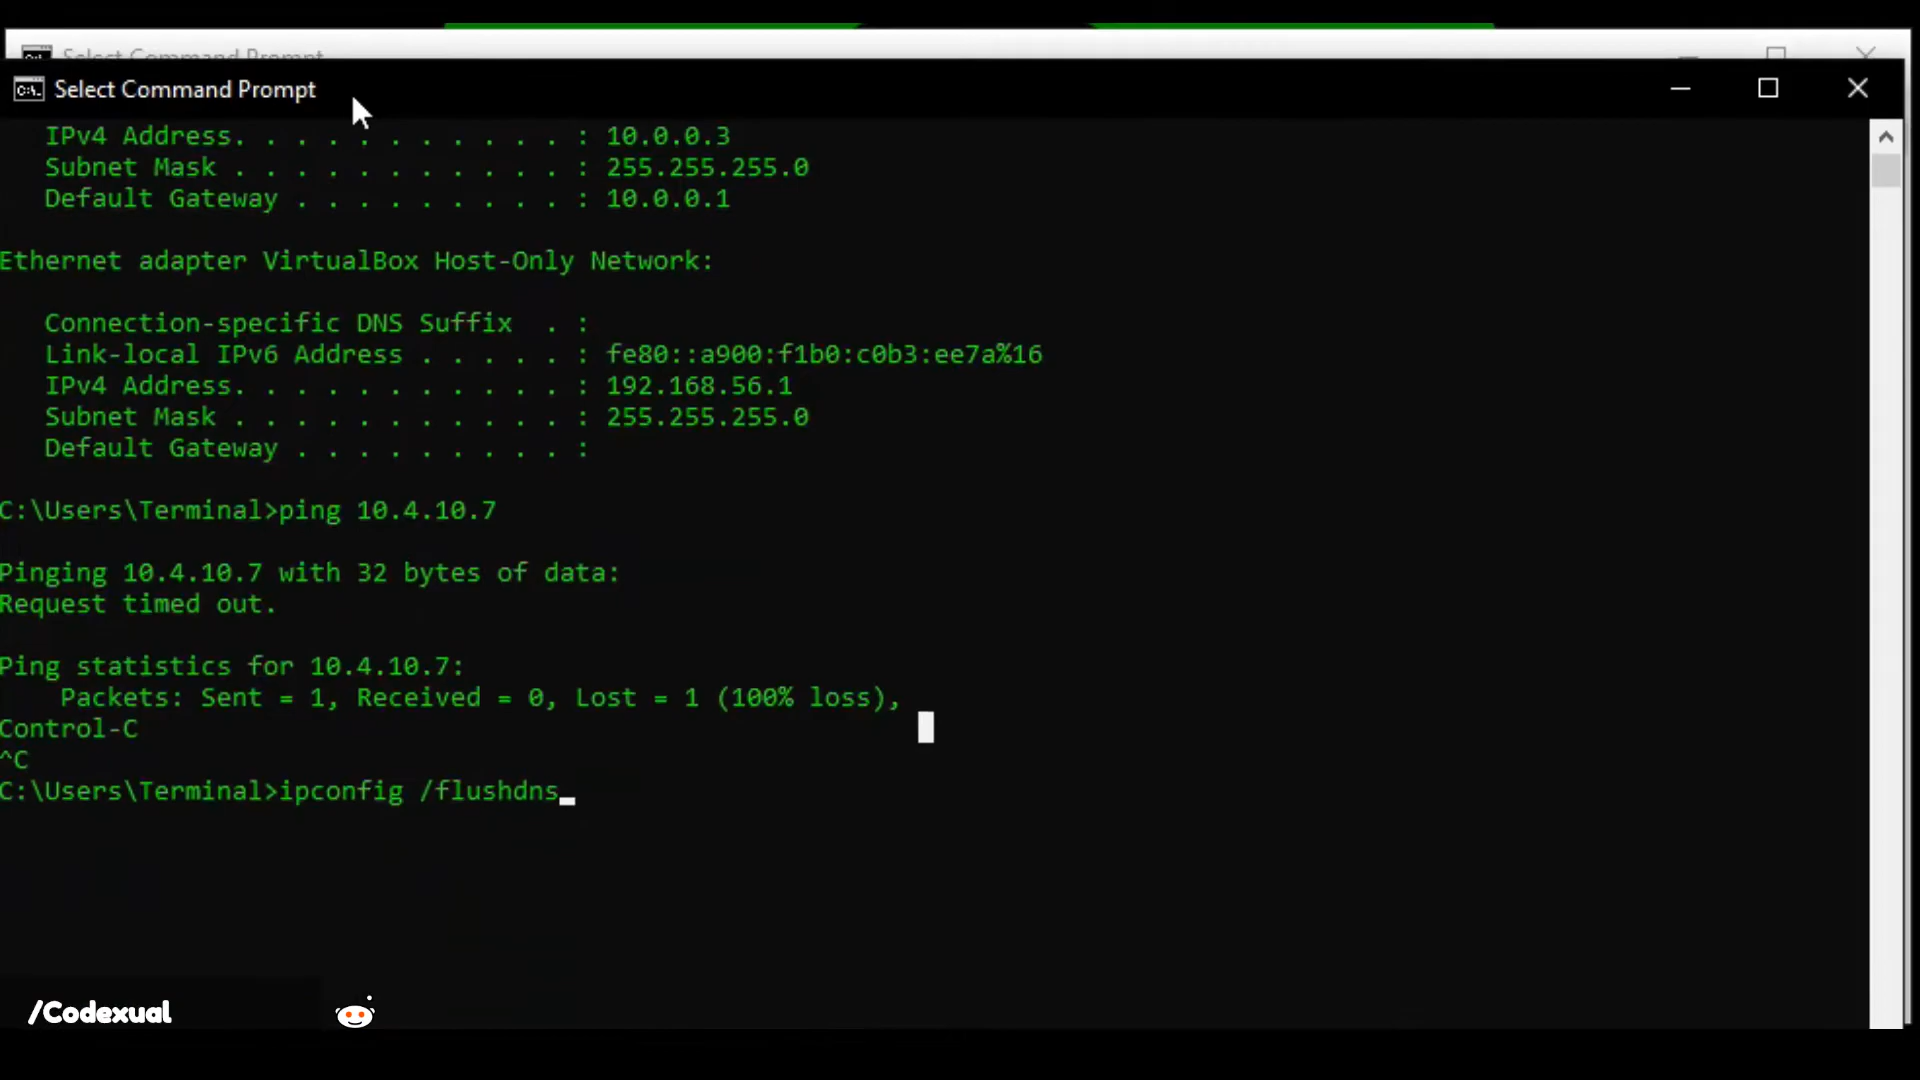 Select Command Prompt
Select Command Prompt
IPv4 Address. . . . . . . . . . . : 10.0.0.3
Subnet Mask . . . . . . . . . . . : 255.255.255.0
Default Gateway . . . . . . . . . : 10.0.0.1
Ethernet adapter VirtualBox Host-Only Network:
Connection-specific DNS Suffix  . :
Link-local IPv6 Address . . . . . : fe80::a900:f1b0:c0b3:ee7a%16
IPv4 Address. . . . . . . . . . . : 192.168.56.1
Subnet Mask . . . . . . . . . . . : 255.255.255.0
Default Gateway . . . . . . . . . :
C:\Users\Terminal>ping 10.4.10.7
Pinging 10.4.10.7 with 32 bytes of data:
Request timed out.
Ping statistics for 10.4.10.7:
Packets: Sent = 1, Received = 0, Lost = 1 (100% loss),
Control-C
^C
C:\Users\Terminal>ipconfig /flushdns_
/Codexual